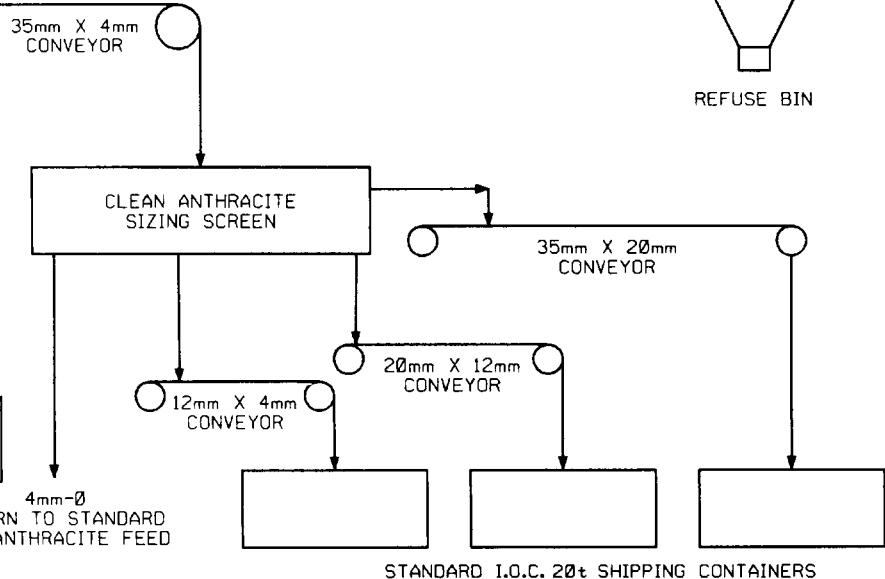 35mm X 4mm
CONVEYOR
REFUSE BIN
CLEAN ANTHRACITE
SIZING SCREEN
35mm X 20mm
CONVEYOR
20mm X 12mm
CONVEYOR
12mm X 4mm
CONVEYOR
4mm-Ø
RN TO STANDARD
ANTHRACITE FEED
STANDARD I.O.C. 20t SHIPPING CONTAINERS